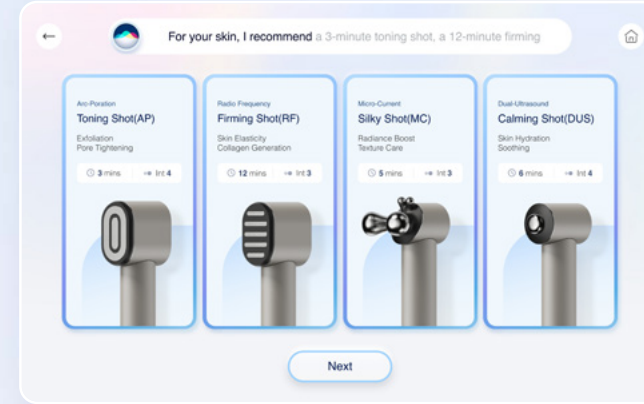 For your skin, I recommend a 3-minute toning shot, a 12-minute firming
Arc-Poration
Toning Shot(AP)
Exfoliation
Pore Tightening
3 mins Int 4
Radio Frequency
Firming Shot(RF)
Skin Elasticity
Collagen Generation
12 mins Int 3
Micro-Current
Silky Shot(MC)
Radiance Boost
Texture Care
5 mins Int 3
Dual-Ultrasound
Calming Shot(DUS)
Skin Hydration
Soothing
6 mins Int 4
Next